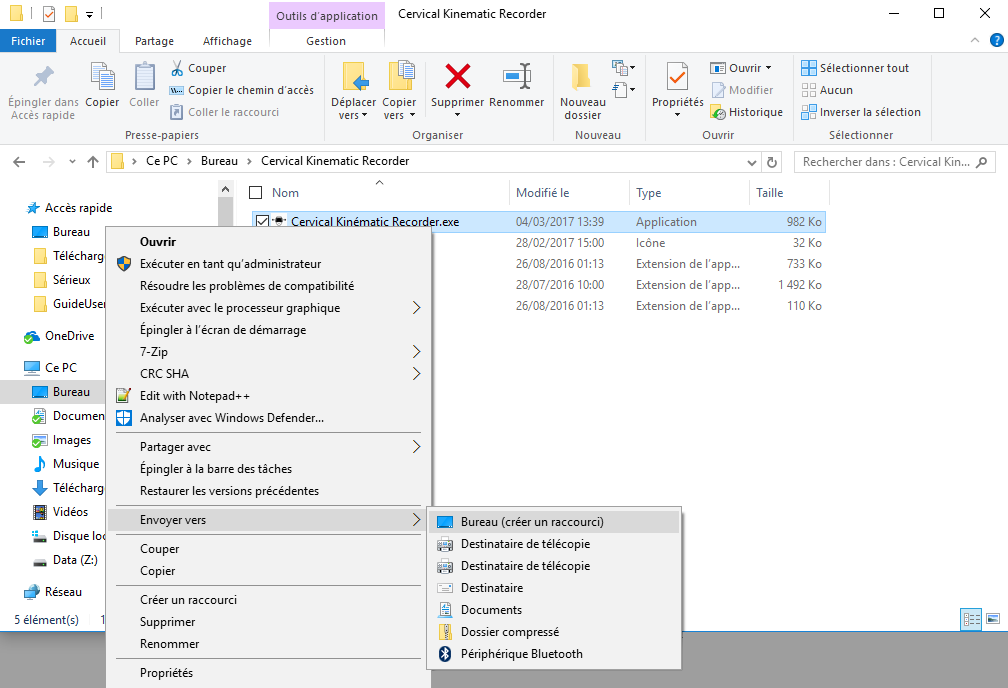 Outils d'application Cervical Kinematic Recorder
Fichier Accueil Partage Affichage Gestion
Épingler dans Accès rapide
Copier
Coller
Couper
Copier le chemin d'accès
Coller le raccourci
Presse-papiers
Déplacer vers
Copier vers
Supprimer
Renommer
Organiser
Nouveau dossier
Nouveau
Propriétés
Ouvrir
Modifier
Historique
Ouvrir
Sélectionner tout
Aucun
Inverser la sélection
Sélectionner
Ce PC Bureau Cervical Kinematic Recorder
Rechercher dans : Cervical Kin...
Nom Modifié le Type Taille
Cervical Kinématic Recorder.exe 04/03/2017 13:39 Application 982 Ko
28/02/2017 15:00 Icône 32 Ko
26/08/2016 01:13 Extension de l'app... 733 Ko
28/07/2016 10:00 Extension de l'app... 1 492 Ko
26/08/2016 01:13 Extension de l'app... 110 Ko
Accès rapide
Bureau
Télécharg
Sérieux
GuideUser
OneDrive
Ce PC
Bureau
Documen
Images
Musique
Télécharg
Vidéos
Disque loc
Data (Z:)
Réseau
5 élément(s) 1
Ouvrir
Exécuter en tant qu'administrateur
Résoudre les problèmes de compatibilité
Exécuter avec le processeur graphique
Épingler à l'écran de démarrage
7-Zip
CRC SHA
Edit with Notepad++
Analyser avec Windows Defender...
Partager avec
Épingler à la barre des tâches
Restaurer les versions précédentes
Envoyer vers
Couper
Copier
Créer un raccourci
Supprimer
Renommer
Propriétés
Bureau (créer un raccourci)
Destinataire de télécopie
Destinataire de télécopie
Destinataire
Documents
Dossier compressé
Périphérique Bluetooth